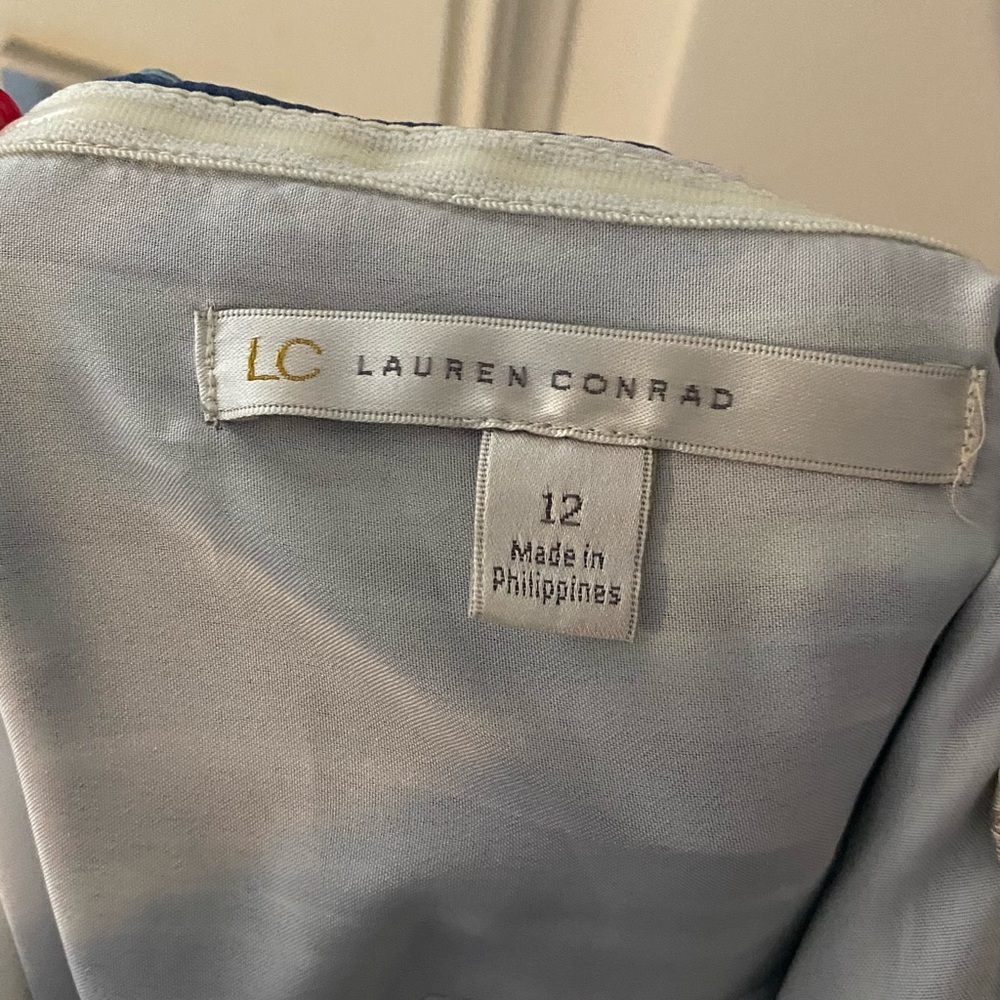 LC LAUREN CONRAD
12
Made in
Philippines